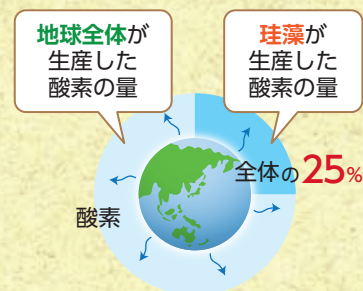 地球全体が
生産した
酸素の量
珪藻が
生産した
酸素の量
全体の25%
酸素